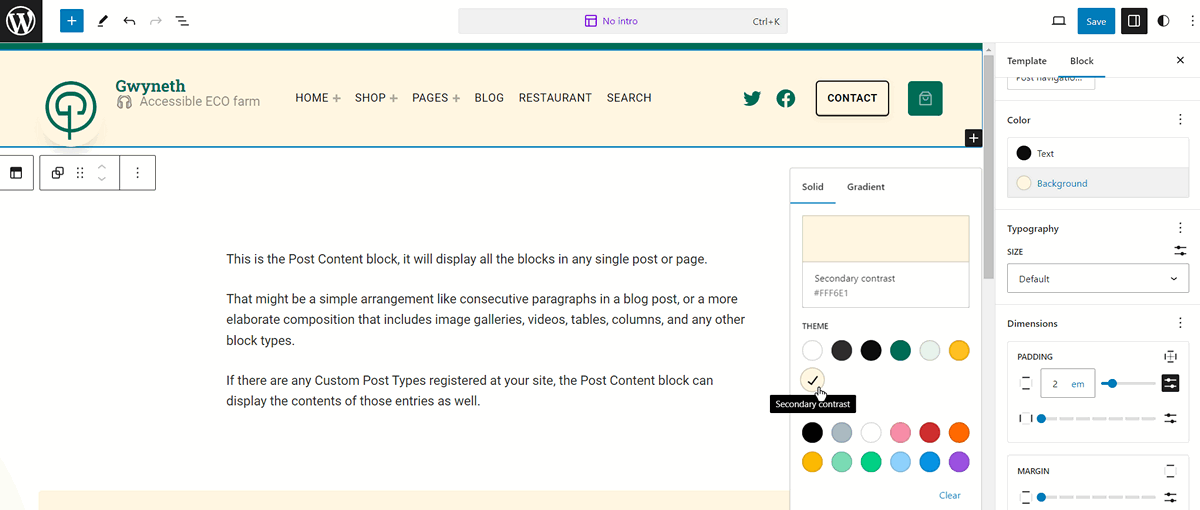 No intro
Ctrl+K
Save
Gwyneth
Accessible ECO farm
HOME +
SHOP +
PAGES +
BLOG
RESTAURANT
SEARCH
CONTACT
This is the Post Content block, it will display all the blocks in any single post or page.
That might be a simple arrangement like consecutive paragraphs in a blog post, or a more
elaborate composition that includes image galleries, videos, tables, columns, and any other
block types.
If there are any Custom Post Types registered at your site, the Post Content block can
display the contents of those entries as well.
Solid
Gradient
Secondary contrast
#FFF6E1
THEME
Secondary contrast
Clear
Template
Block
Post navigatio...
Color
Text
Background
Typography
SIZE
Default
Dimensions
PADDING
2 em
MARGIN